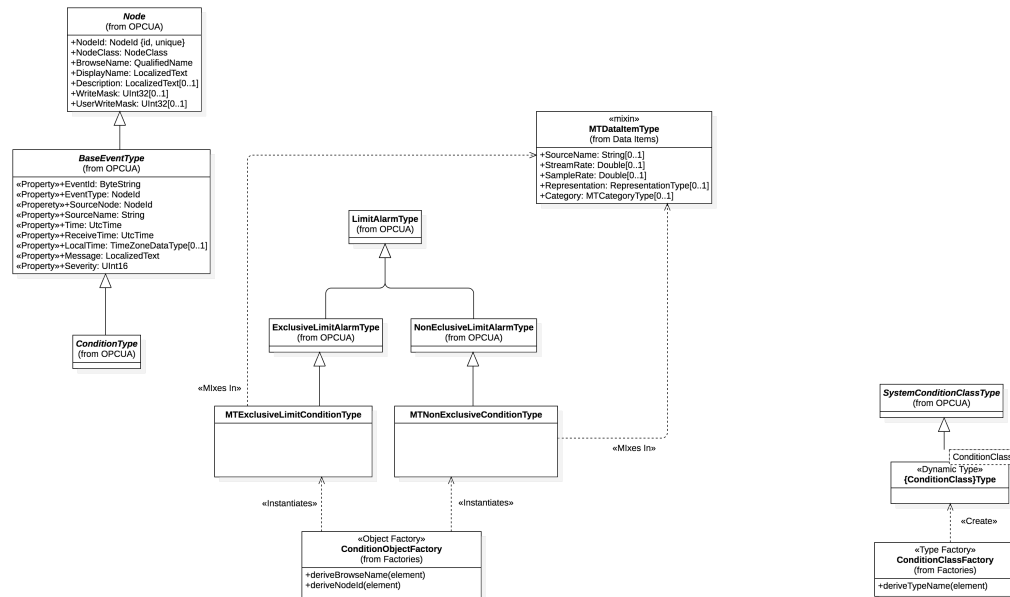 Node
(from OPCUA)
+NodeId: NodeId {id, unique}
+NodeClass: NodeClass
+BrowseName: QualifiedName
+DisplayName: LocalizedText
+Description: LocalizedText[0..1]
+WriteMask: UInt32[0..1]
+UserWriteMask: UInt32[0..1]
BaseEventType
(from OPCUA)
«Property»+EventId: ByteString
«Property»+EventType: NodeId
«Properety»+SourceNode: NodeId
«Property»+SourceName: String
«Property»+Time: UtcTime
«Property»+ReceiveTime: UtcTime
«Property»+LocalTime: TimeZoneDataType[0..1]
«Property»+Message: LocalizedText
«Property»+Severity: UInt16
ConditionType
(from OPCUA)
«mixin»
MTDataItemType
(from Data Items)
+SourceName: String[0..1]
+StreamRate: Double[0..1]
+SampleRate: Double[0..1]
+Representation: RepresentationType[0..1]
+Category: MTCategoryType[0..1]
LimitAlarmType
(from OPCUA)
ExclusiveLimitAlarmType
(from OPCUA)
NonEclusiveLimitAlarmType
(from OPCUA)
«MIxes In»
MTExclusiveLimitConditionType
MTNonExclusiveConditionType
«MIxes In»
«Instantiates»
«Instantiates»
«Object Factory»
ConditionObjectFactory
(from Factories)
+deriveBrowseName(element)
+deriveNodeId(element)
SystemConditionClassType
(from OPCUA)
ConditionClass
«Dynamic Type»
{ConditionClass}Type
«Create»
«Type Factory»
ConditionClassFactory
(from Factories)
+deriveTypeName(element)